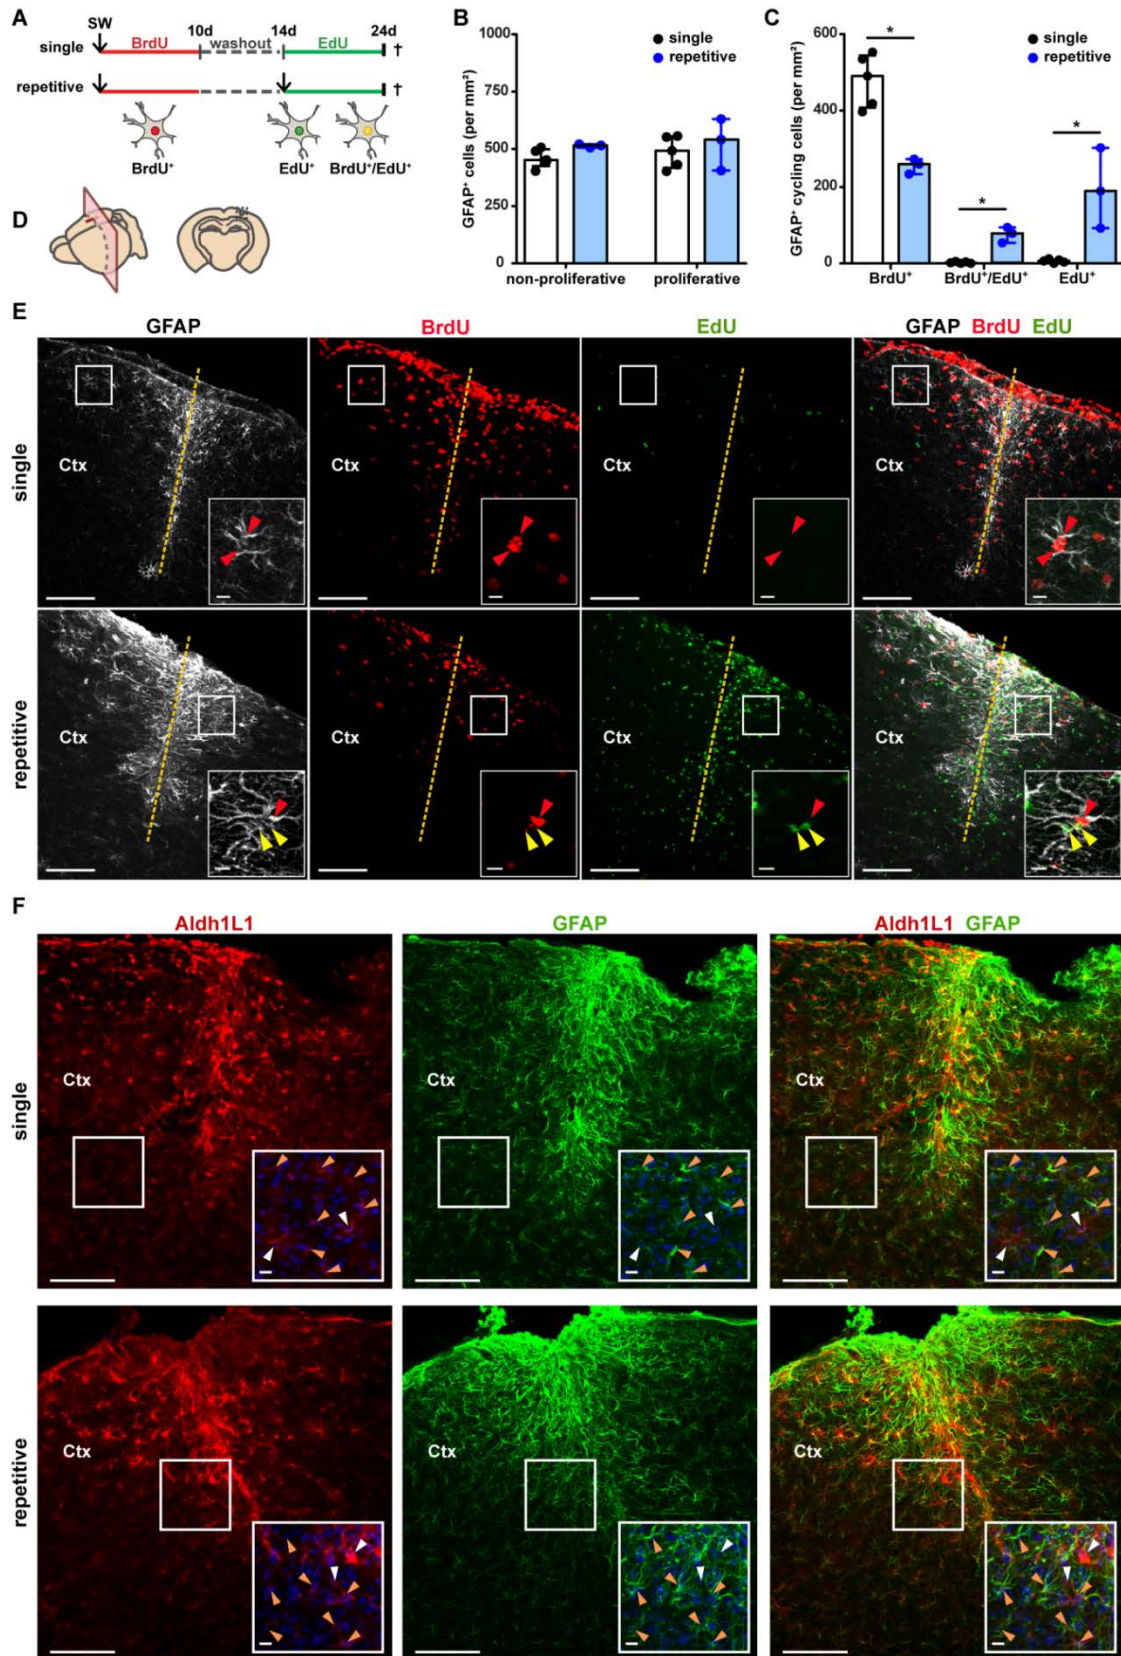 A
SW 10d 14d 24d
single BrdU washout EdU †
repetitive †
BrdU⁺ EdU⁺ BrdU⁺/EdU⁺
B
GFAP⁺ cells (per mm²)
1000
750
500
250
0
single
repetitive
non-proliferative proliferative
C
GFAP⁺ cycling cells (per mm²)
600
400
200
0
single
repetitive
* * *
BrdU⁺ BrdU⁺/EdU⁺ EdU⁺
D
E
GFAP BrdU EdU GFAP BrdU EdU
single
Ctx Ctx Ctx Ctx
repetitive
Ctx Ctx Ctx Ctx
F
Aldh1L1 GFAP Aldh1L1 GFAP
single
Ctx Ctx Ctx
repetitive
Ctx Ctx Ctx